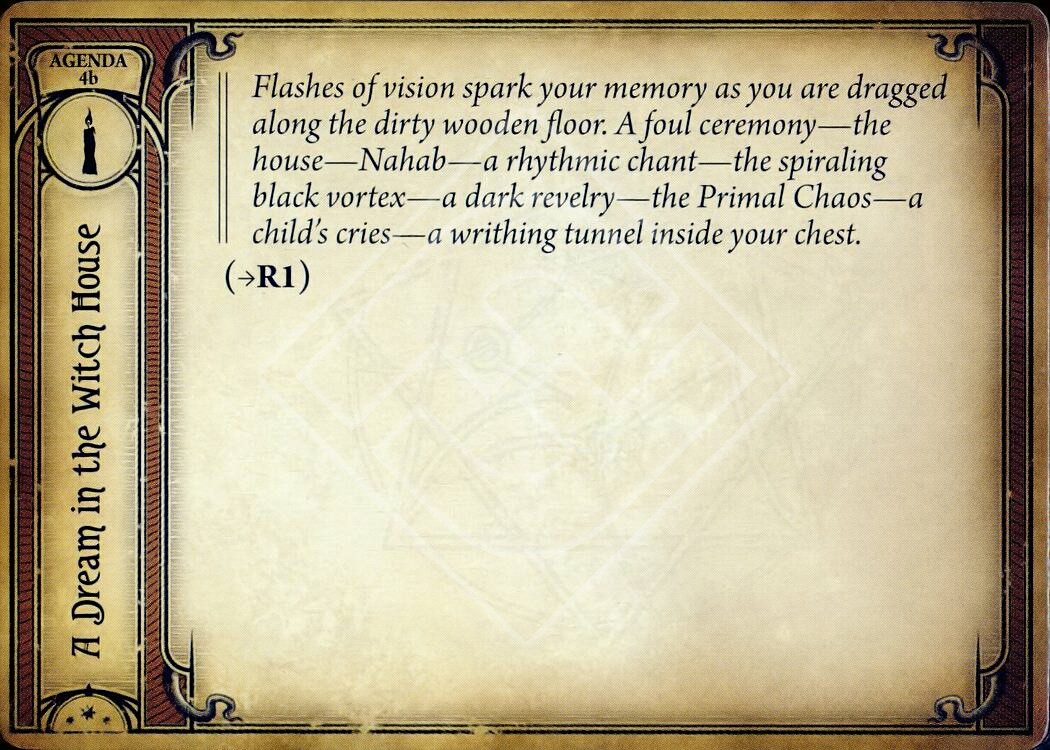 AGENDA
4b
A Dream in the Witch House
Flashes of vision spark your memory as you are dragged
along the dirty wooden floor. A foul ceremony—the
house—Nahab—a rhythmic chant—the spiraling
black vortex—a dark revelry—the Primal Chaos—a
child's cries—a writhing tunnel inside your chest.
(→R1)